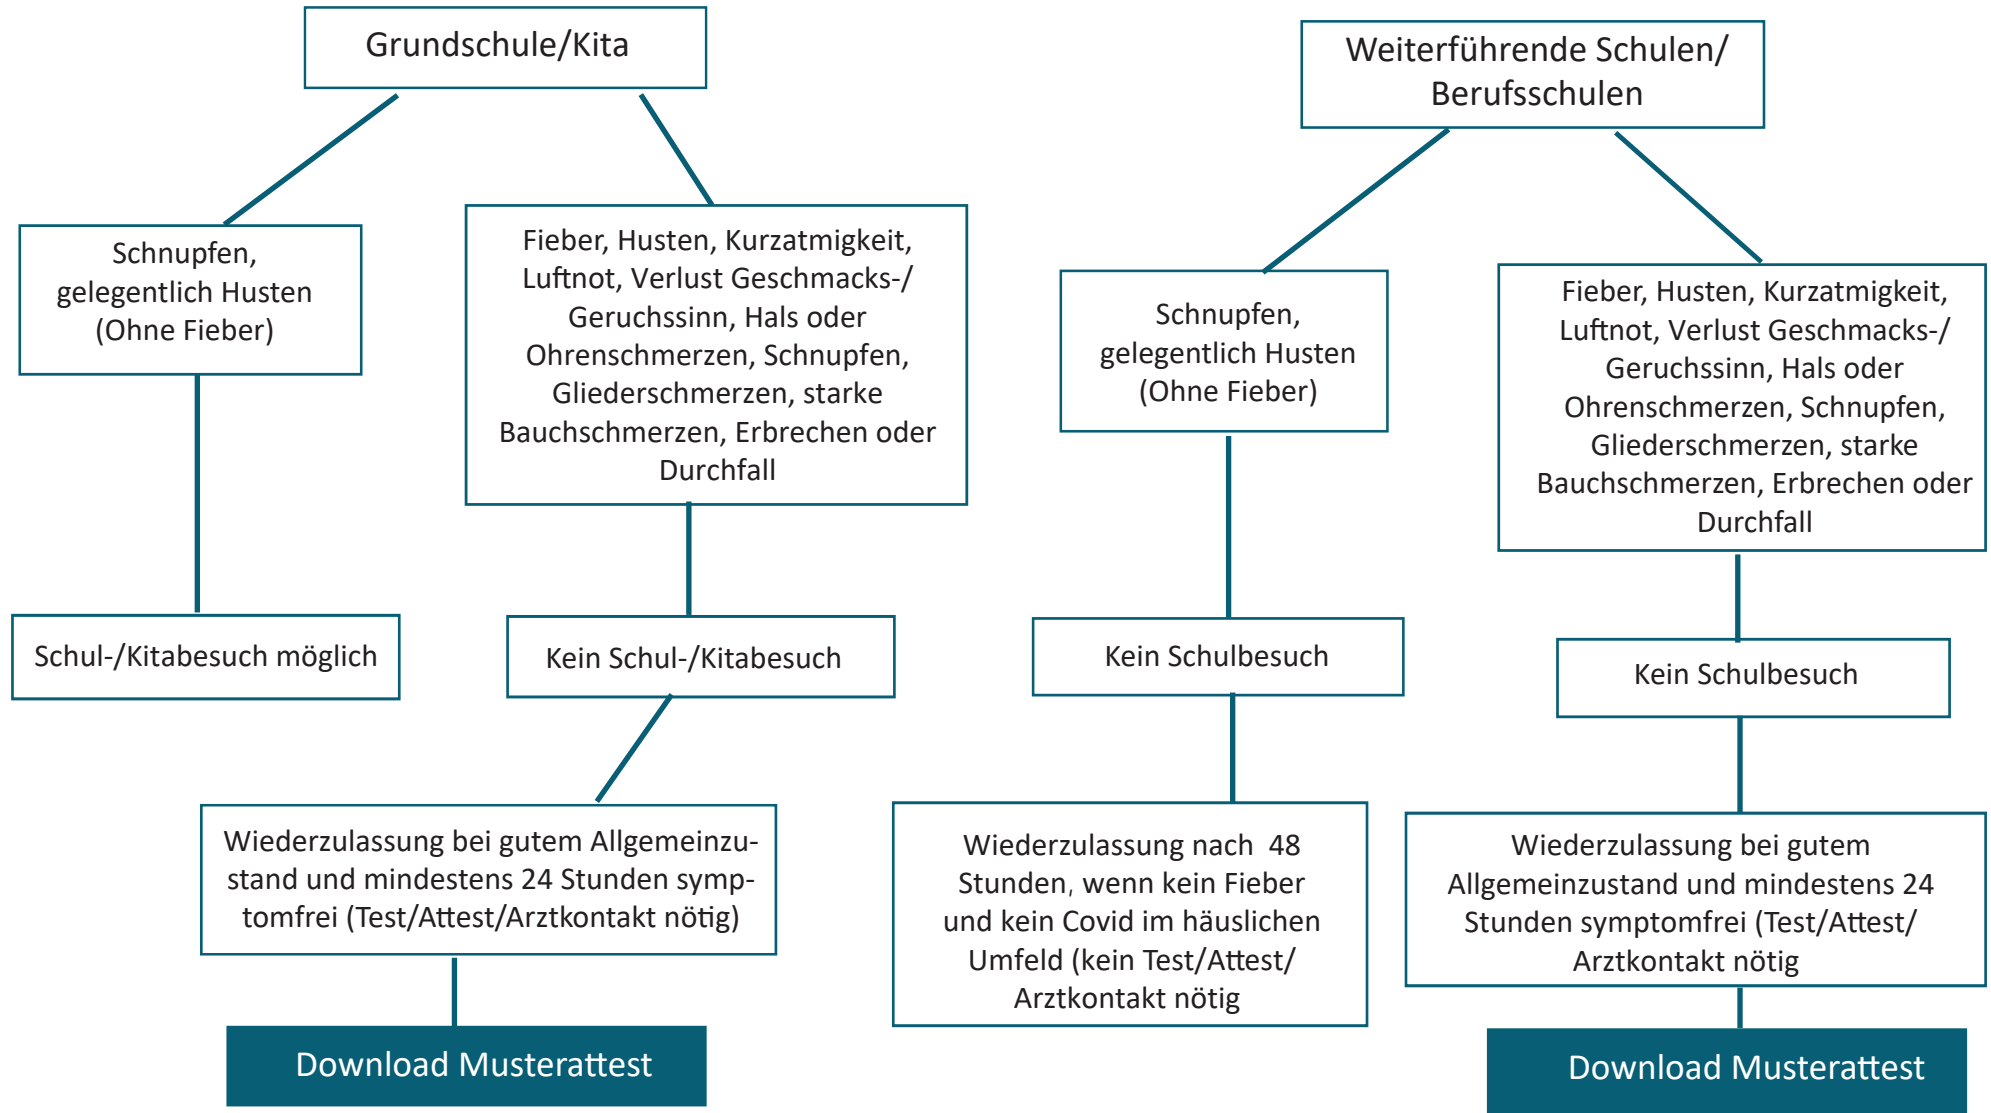 Grundschule/Kita
Schnupfen,
gelegentlich Husten
(Ohne Fieber)
Fieber, Husten, Kurzatmigkeit,
Luftnot, Verlust Geschmacks-/
Geruchssinn, Hals oder
Ohrenschmerzen, Schnupfen,
Gliederschmerzen, starke
Bauchschmerzen, Erbrechen oder
Durchfall
Schul-/Kitabesuch möglich
Kein Schul-/Kitabesuch
Wiederzulassung bei gutem Allgemeinzu-
stand und mindestens 24 Stunden symp-
tomfrei (Test/Attest/Arztkontakt nötig)
Download Musterattest
Weiterführende Schulen/
Berufsschulen
Schnupfen,
gelegentlich Husten
(Ohne Fieber)
Fieber, Husten, Kurzatmigkeit,
Luftnot, Verlust Geschmacks-/
Geruchssinn, Hals oder
Ohrenschmerzen, Schnupfen,
Gliederschmerzen, starke
Bauchschmerzen, Erbrechen oder
Durchfall
Kein Schulbesuch
Kein Schulbesuch
Wiederzulassung nach 48
Stunden, wenn kein Fieber
und kein Covid im häuslichen
Umfeld (kein Test/Attest/
Arztkontakt nötig
Wiederzulassung bei gutem
Allgemeinzustand und mindestens 24
Stunden symptomfrei (Test/Attest/
Arztkontakt nötig
Download Musterattest